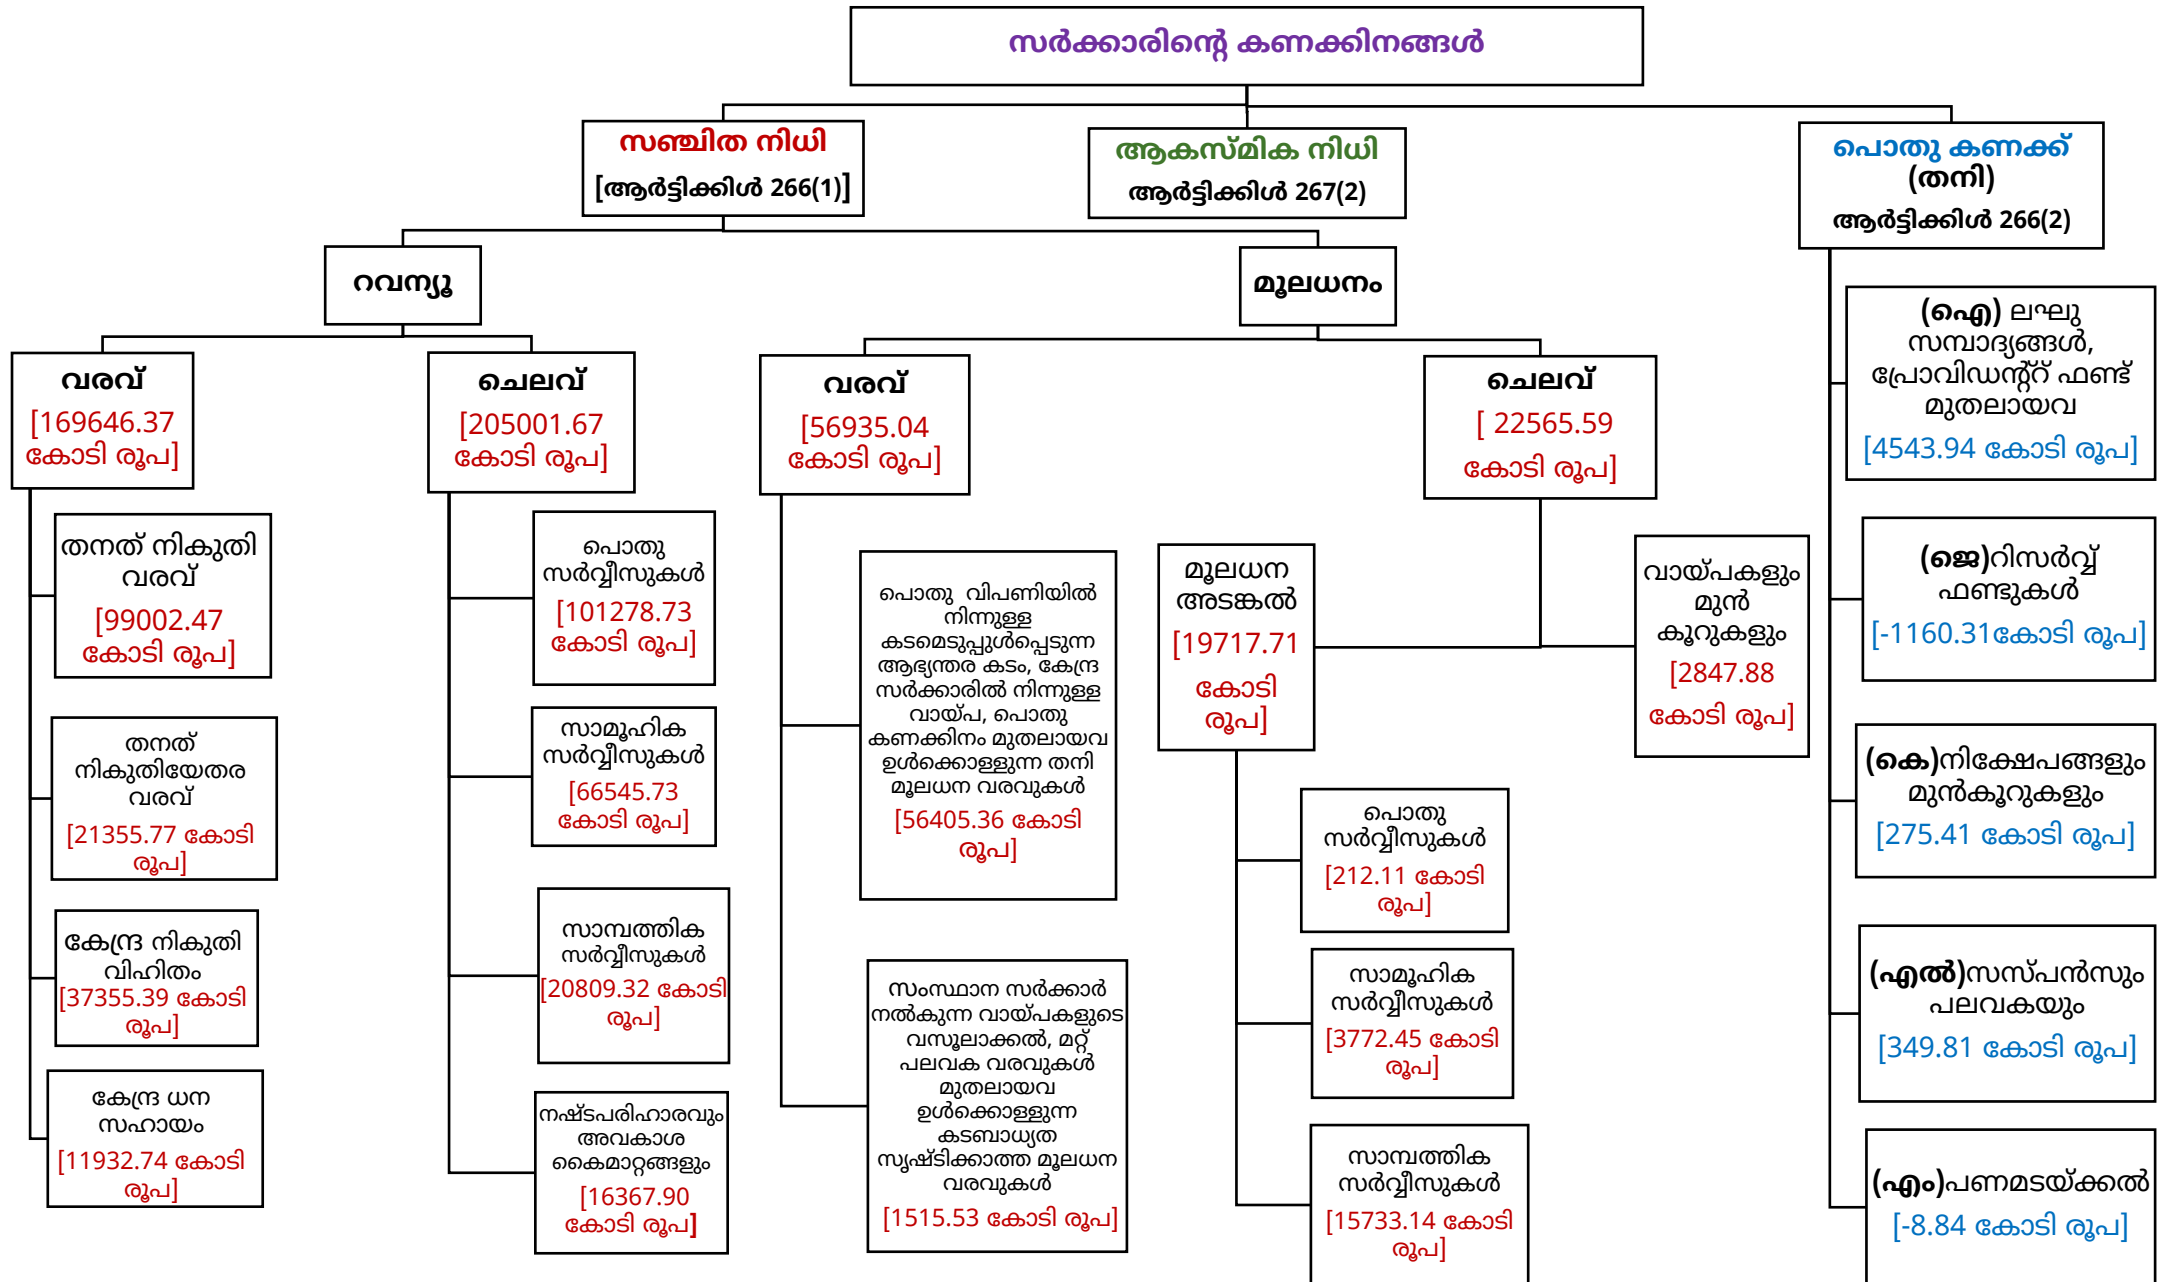 സർക്കാരിന്റെ കണക്കിനങ്ങൾ
സഞ്ചിത നിധി
[ആർട്ടിക്കിൾ 266(1)]
ആകസ്മിക നിധി
ആർട്ടിക്കിൾ 267(2)
പൊതു കണക്ക്
(തനി)
ആർട്ടിക്കിൾ 266(2)
റവന്യൂ
മൂലധനം
വരവ്
[169646.37
കോടി രൂപ]
തനത് നികുതി
വരവ്
[99002.47
കോടി രൂപ]
തനത്
നികുതിയേതര
വരവ്
[21355.77 കോടി
രൂപ]
കേന്ദ്ര നികുതി
വിഹിതം
[37355.39 കോടി
രൂപ]
കേന്ദ്ര ധന
സഹായം
[11932.74 കോടി
രൂപ]
ചെലവ്
[205001.67
കോടി രൂപ]
പൊതു
സർവ്വീസുകൾ
[101278.73
കോടി രൂപ]
സാമൂഹിക
സർവ്വീസുകൾ
[66545.73
കോടി രൂപ]
സാമ്പത്തിക
സർവ്വീസുകൾ
[20809.32 കോടി
രൂപ]
നഷ്ടപരിഹാരവും
അവകാശ
കൈമാറ്റങ്ങളും
[16367.90
കോടി രൂപ]
വരവ്
[56935.04
കോടി രൂപ]
പൊതു വിപണിയിൽ
നിന്നുള്ള
കടമെടുപ്പുൾപ്പെടുന്ന
ആഭ്യന്തര കടം, കേന്ദ്ര
സർക്കാരിൽ നിന്നുള്ള
വായ്പ, പൊതു
കണക്കിനം മുതലായവ
ഉൾക്കൊള്ളുന്ന തനി
മൂലധന വരവുകൾ
[56405.36 കോടി
രൂപ]
സംസ്ഥാന സർക്കാർ
നൽകുന്ന വായ്പകളുടെ
വസൂലാക്കൽ, മറ്റ്
പലവക വരവുകൾ
മുതലായവ
ഉൾക്കൊള്ളുന്ന
കടബാധ്യത
സൃഷ്ടിക്കാത്ത മൂലധന
വരവുകൾ
[1515.53 കോടി രൂപ]
ചെലവ്
[ 22565.59
കോടി രൂപ]
മൂലധന
അടങ്കൽ
[19717.71
കോടി
രൂപ]
പൊതു
സർവ്വീസുകൾ
[212.11 കോടി
രൂപ]
സാമൂഹിക
സർവ്വീസുകൾ
[3772.45 കോടി
രൂപ]
സാമ്പത്തിക
സർവ്വീസുകൾ
[15733.14 കോടി
രൂപ]
വായ്പകളും
മുൻ
കൂറുകളും
[2847.88
കോടി രൂപ]
(ഐ) ലഘു
സമ്പാദ്യങ്ങൾ,
പ്രോവിഡന്റ്റ് ഫണ്ട്
മുതലായവ
[4543.94 കോടി രൂപ]
(ജെ)റിസർവ്വ്
ഫണ്ടുകൾ
[-1160.31കോടി രൂപ]
(കെ)നിക്ഷേപങ്ങളും
മുൻകൂറുകളും
[275.41 കോടി രൂപ]
(എൽ)സസ്പൻസും
പലവകയും
[349.81 കോടി രൂപ]
(എം)പണമടയ്ക്കൽ
[-8.84 കോടി രൂപ]